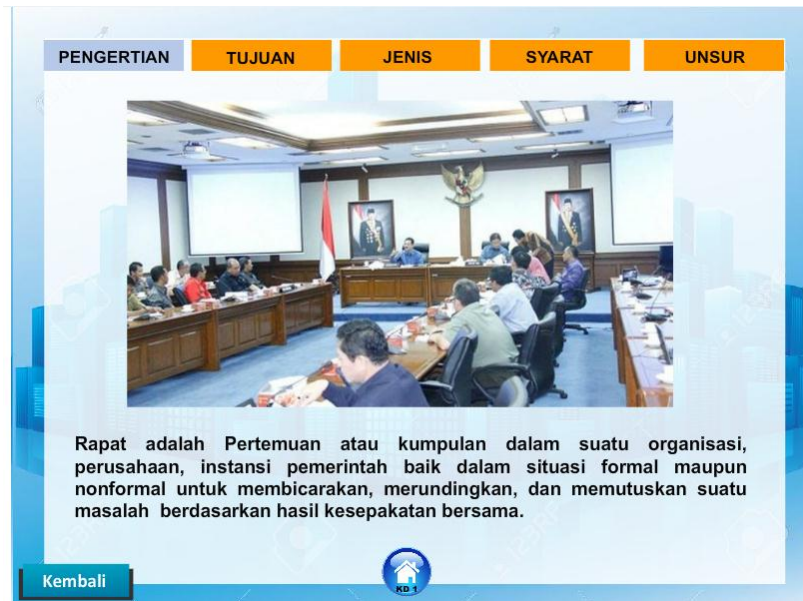 PENGERTIAN
TUJUAN
JENIS
SYARAT
UNSUR
Rapat adalah Pertemuan atau kumpulan dalam suatu organisasi,
perusahaan, instansi pemerintah baik dalam situasi formal maupun
nonformal untuk membicarakan, merundingkan, dan memutuskan suatu
masalah berdasarkan hasil kesepakatan bersama.
Kembali
KD 1